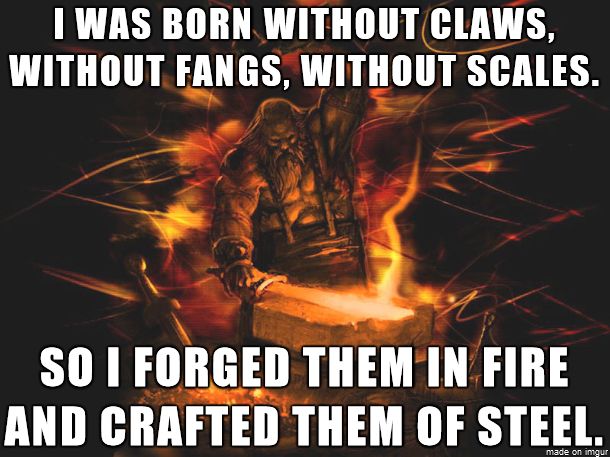 I WAS BORN WITHOUT CLAWS,
WITHOUT FANGS, WITHOUT SCALES.
SO I FORGED THEM IN FIRE
AND CRAFTED THEM OF STEEL.
made on imgur